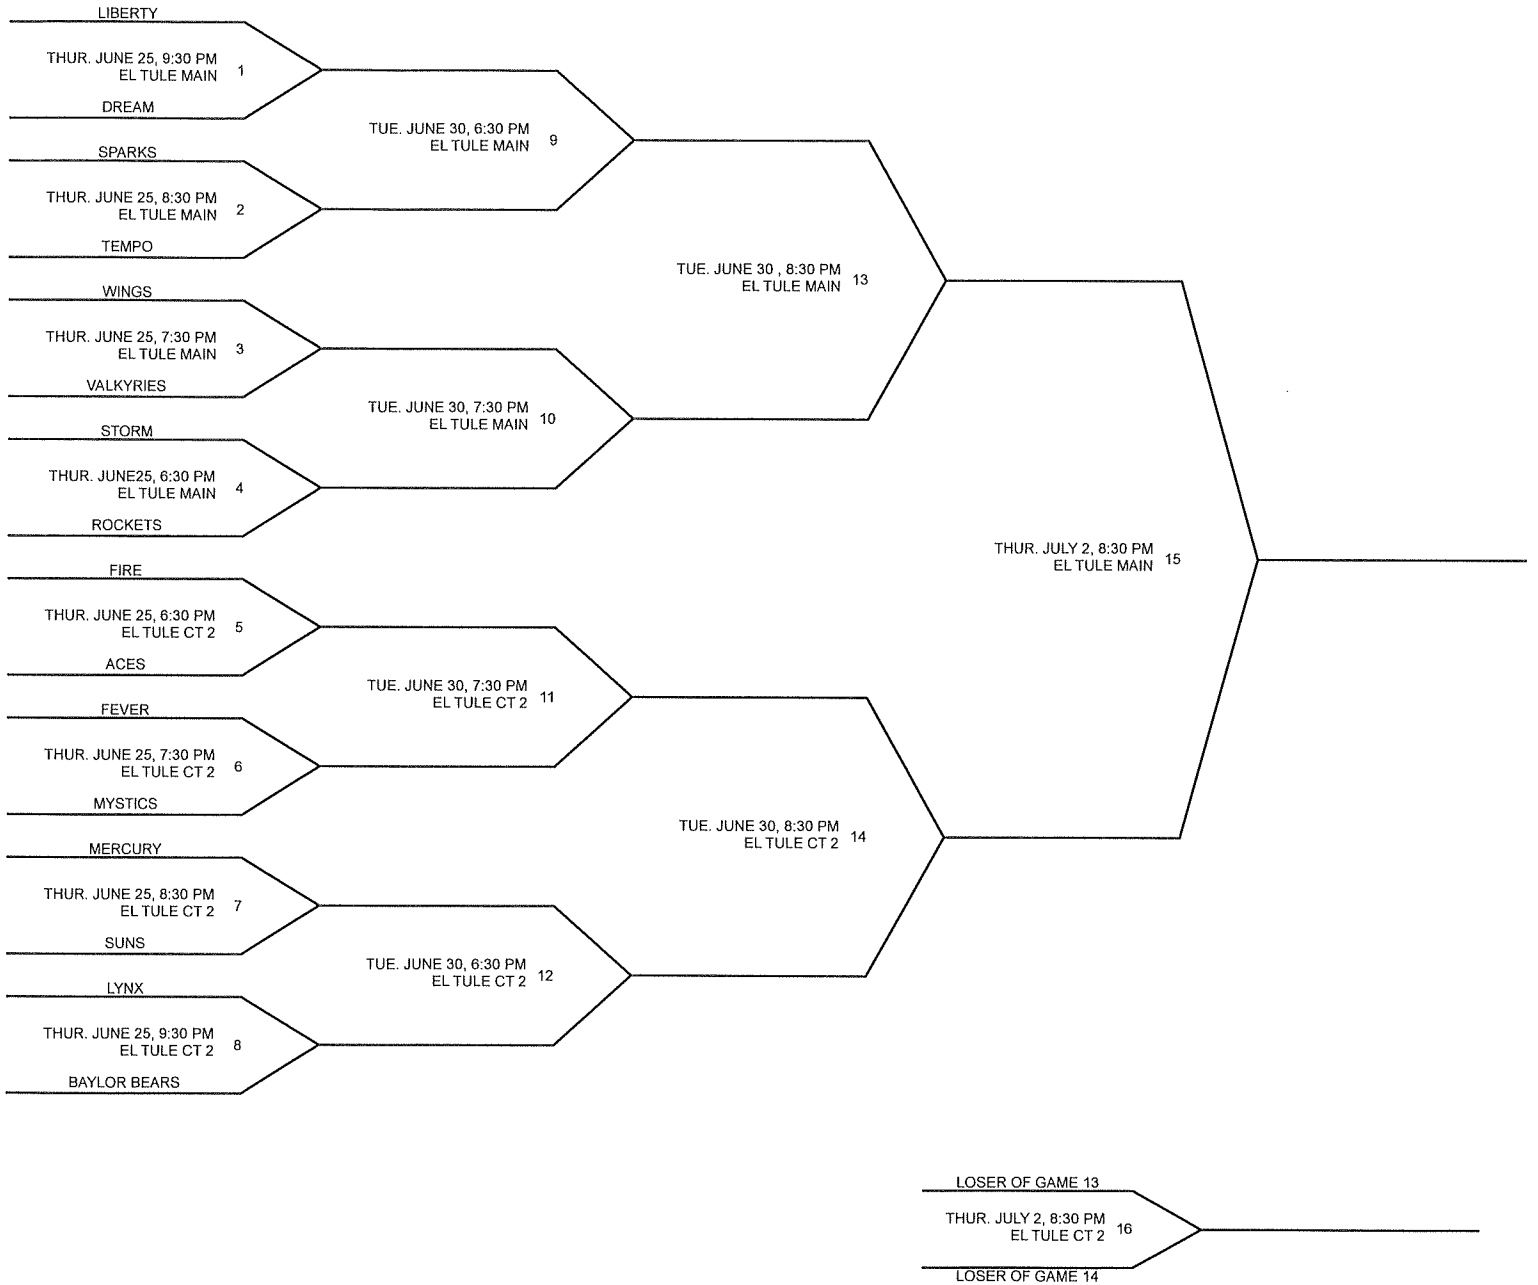 LIBERTY
THUR. JUNE 25, 9:30 PM
EL TULE MAIN 1
DREAM
TUE. JUNE 30, 6:30 PM
EL TULE MAIN 9
SPARKS
THUR. JUNE 25, 8:30 PM
EL TULE MAIN 2
TEMPO
TUE. JUNE 30 , 8:30 PM
EL TULE MAIN 13
WINGS
THUR. JUNE 25, 7:30 PM
EL TULE MAIN 3
VALKYRIES
TUE. JUNE 30, 7:30 PM
EL TULE MAIN 10
STORM
THUR. JUNE25, 6:30 PM
EL TULE MAIN 4
ROCKETS
THUR. JULY 2, 8:30 PM
EL TULE MAIN 15
FIRE
THUR. JUNE 25, 6:30 PM
EL TULE CT 2 5
ACES
TUE. JUNE 30, 7:30 PM
EL TULE CT 2 11
FEVER
THUR. JUNE 25, 7:30 PM
EL TULE CT 2 6
MYSTICS
TUE. JUNE 30, 8:30 PM
EL TULE CT 2 14
MERCURY
THUR. JUNE 25, 8:30 PM
EL TULE CT 2 7
SUNS
TUE. JUNE 30, 6:30 PM
EL TULE CT 2 12
LYNX
THUR. JUNE 25, 9:30 PM
EL TULE CT 2 8
BAYLOR BEARS
LOSER OF GAME 13
THUR. JULY 2, 8:30 PM
EL TULE CT 2 16
LOSER OF GAME 14